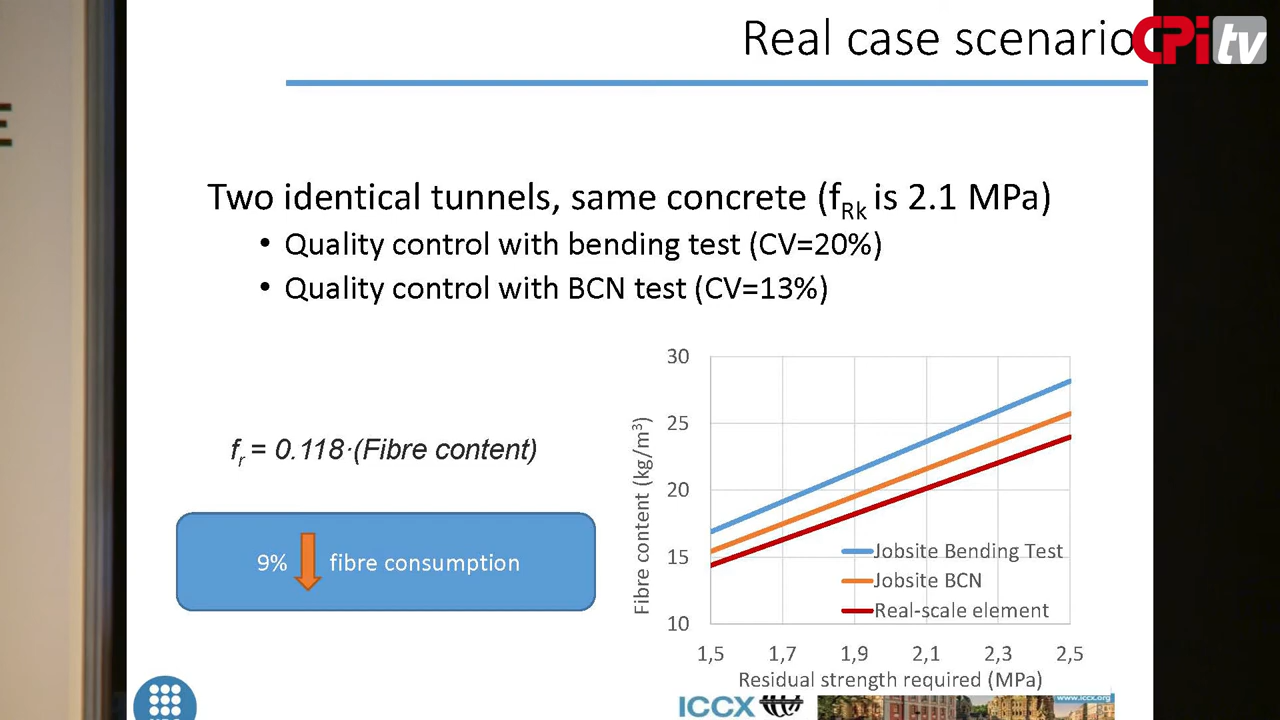 Real case scenario
CPi tv
E
Two identical tunnels, same concrete (fRk is 2.1 MPa)
• Quality control with bending test (CV=20%)
• Quality control with BCN test (CV=13%)
fr = 0.118·(Fibre content)
9% fibre consumption
Fibre content (kg/m³)
30
25
20
15
10
Jobsite Bending Test
Jobsite BCN
Real-scale element
1,5 1,7 1,9 2,1 2,3 2,5
Residual strength required (MPa)
ICCX
www.iccx.org